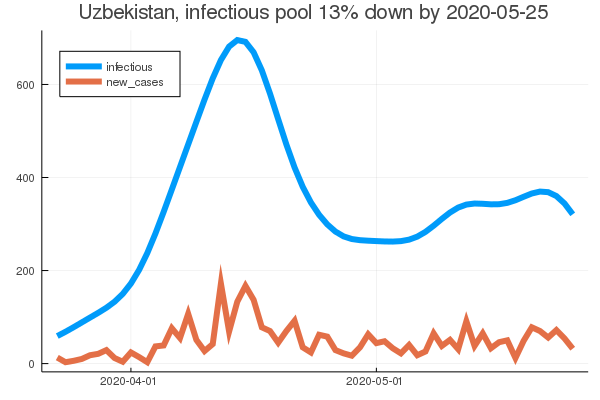 Uzbekistan, infectious pool 13% down by 2020-05-25
infectious
new_cases
600
400
200
0
2020-04-01
2020-05-01